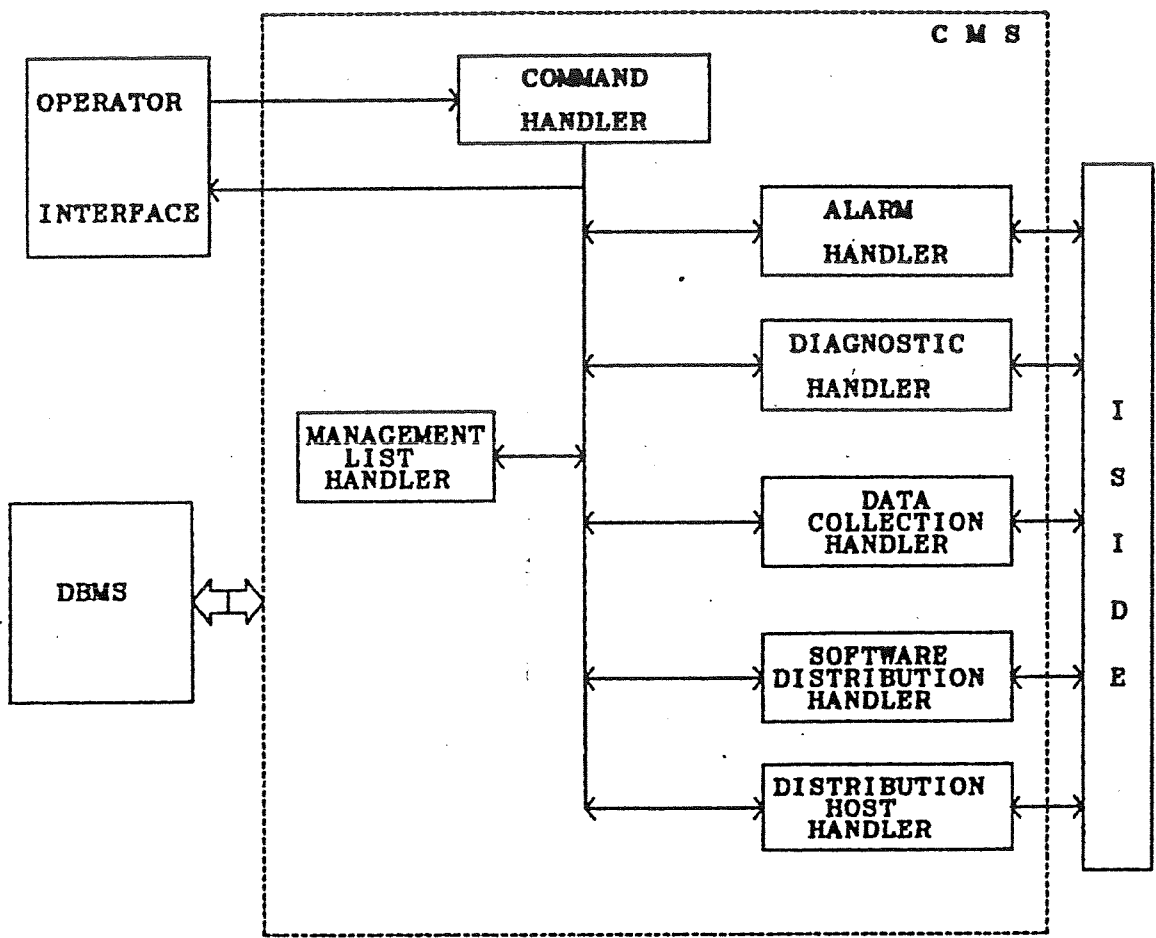 C M S
OPERATOR
INTERFACE
COMMAND
HANDLER
ALARM
HANDLER
DIAGNOSTIC
HANDLER
MANAGEMENT
LIST
HANDLER
DATA
COLLECTION
HANDLER
DBMS
SOFTWARE
DISTRIBUTION
HANDLER
DISTRIBUTION
HOST
HANDLER
I
S
I
D
E